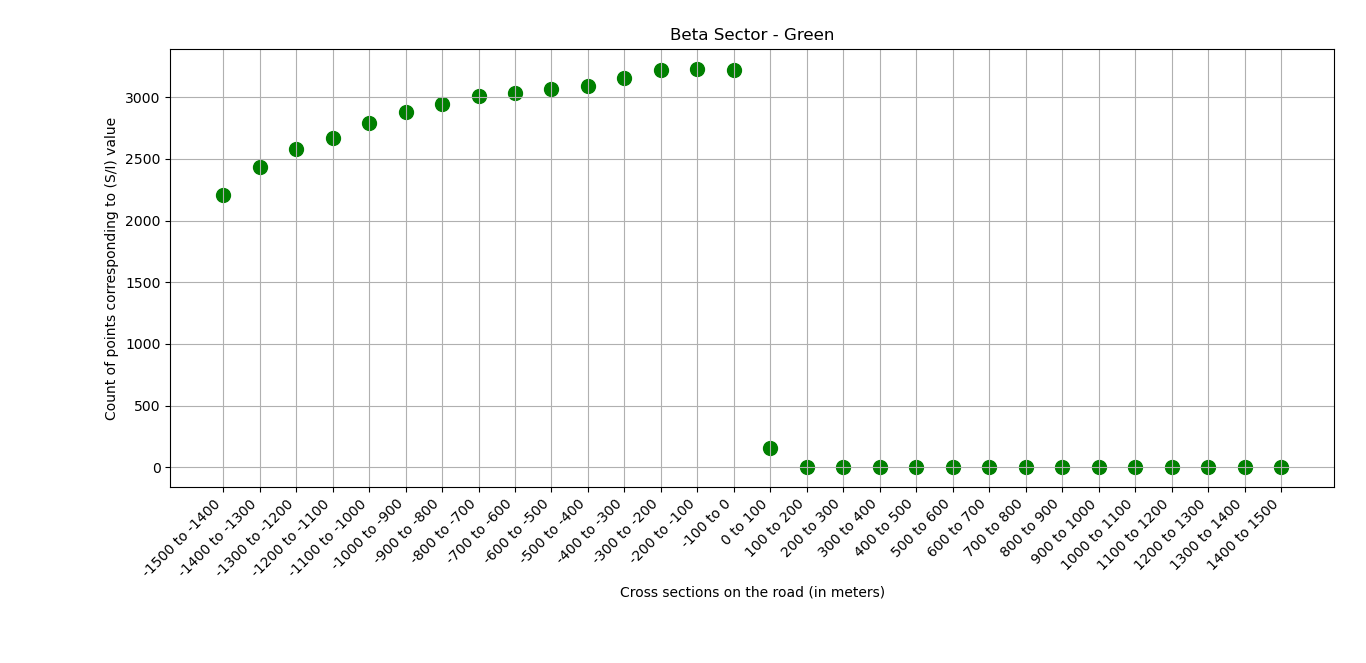 Beta Sector - Green
Count of points corresponding to (S/I) value
3000
2500
2000
1500
1000
500
0
-1500 to -1400
-1400 to -1300
-1300 to -1200
-1200 to -1100
-1100 to -1000
-1000 to -900
-900 to -800
-800 to -700
-700 to -600
-600 to -500
-500 to -400
-400 to -300
-300 to -200
-200 to -100
-100 to 0
0 to 100
100 to 200
200 to 300
300 to 400
400 to 500
500 to 600
600 to 700
700 to 800
800 to 900
900 to 1000
1000 to 1100
1100 to 1200
1200 to 1300
1300 to 1400
1400 to 1500
Cross sections on the road (in meters)